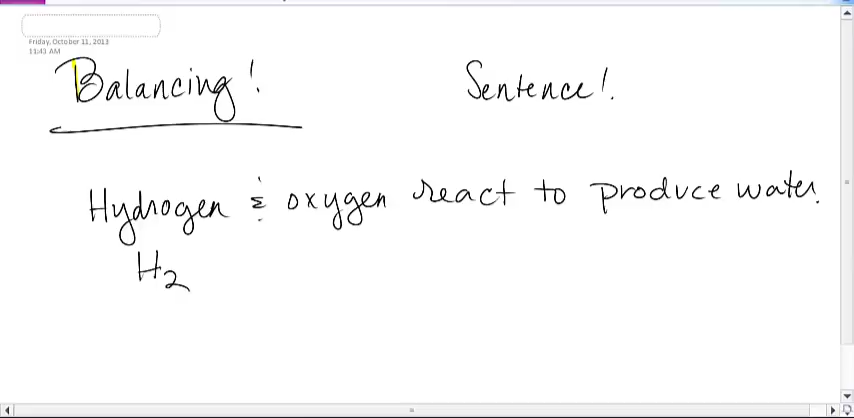 Friday, October 11, 2013
11:43 AM
Balancing! Sentence!
Hydrogen & oxygen react to produce water.
H2